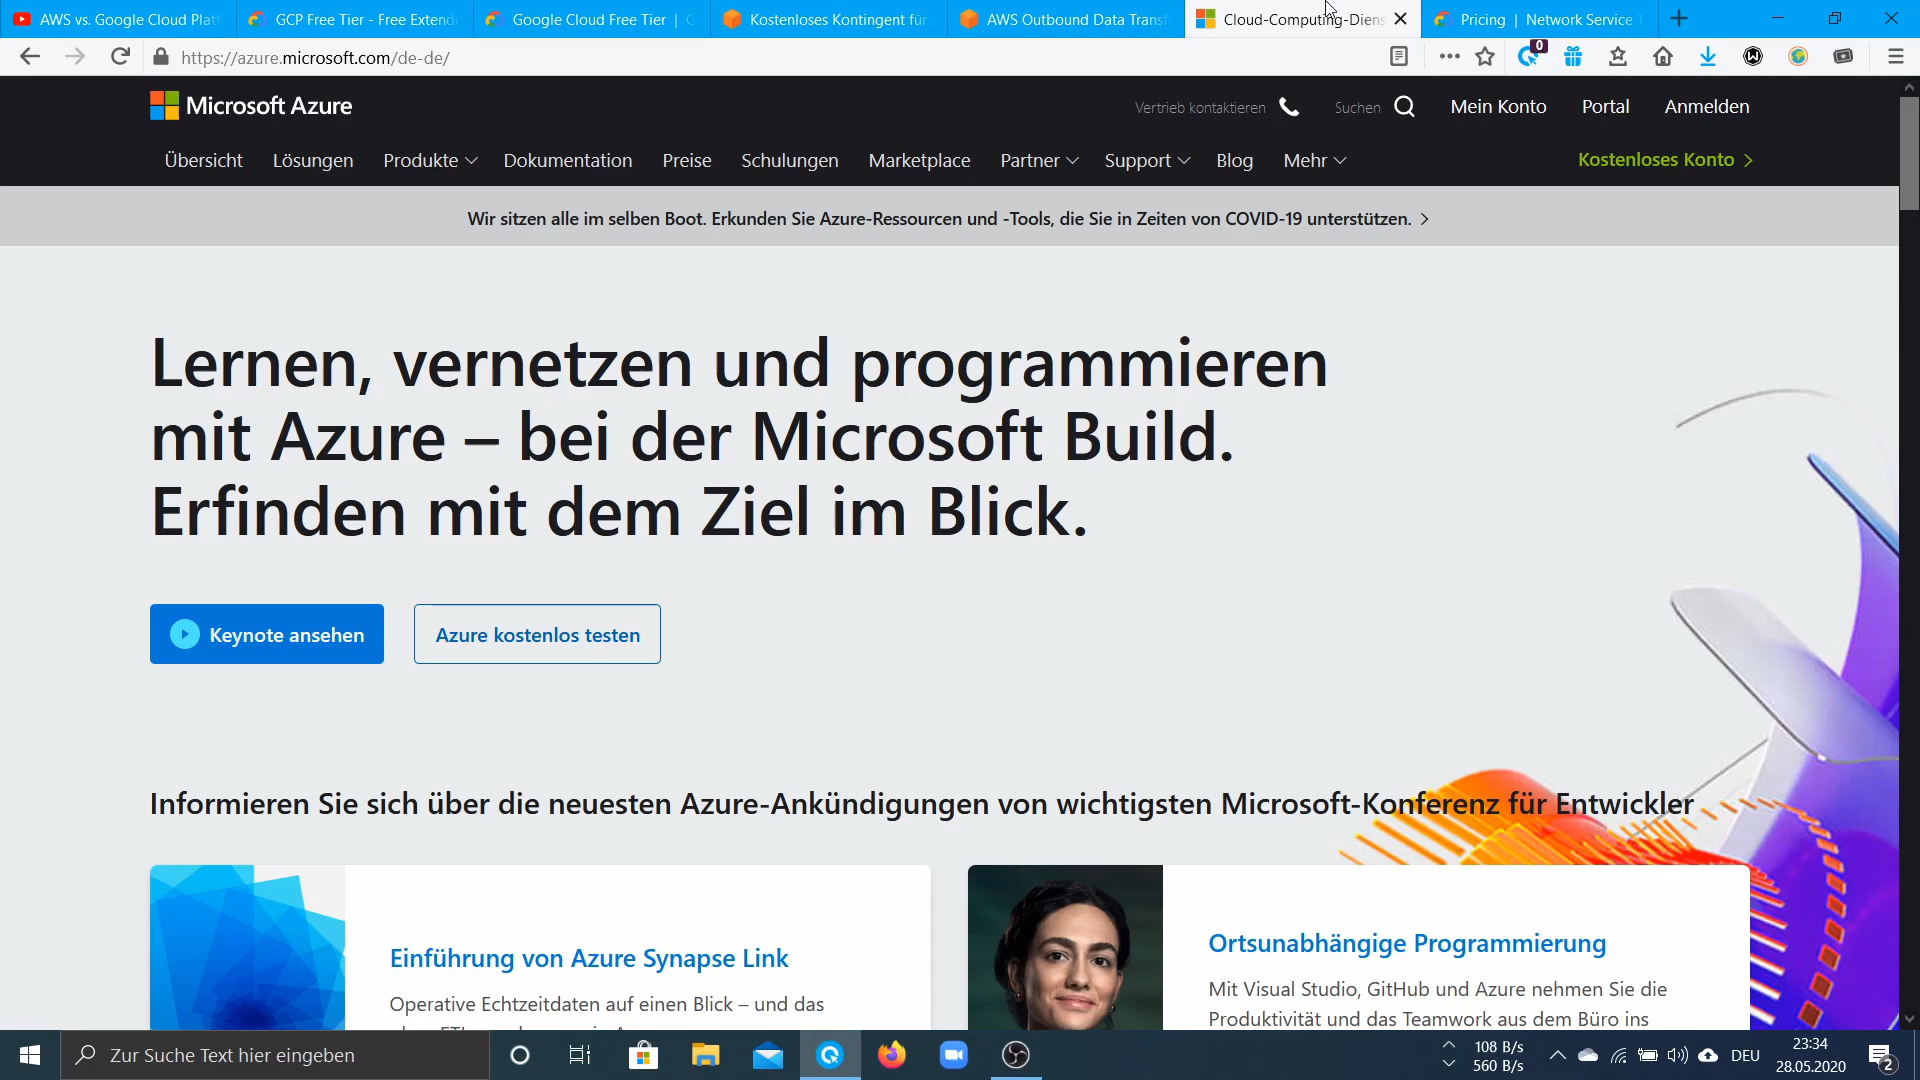 AWS vs. Google Cloud Plat
GCP Free Tier - Free Extend
Google Cloud Free Tier | G
Kostenloses Kontingent für
AWS Outbound Data Transf
Cloud-Computing-Diens
Pricing | Network Service T
https://azure.microsoft.com/de-de/
0
Microsoft Azure
Vertrieb kontaktieren
Suchen
Mein Konto
Portal
Anmelden
Übersicht
Lösungen
Produkte
Dokumentation
Preise
Schulungen
Marketplace
Partner
Support
Blog
Mehr
Kostenloses Konto
Wir sitzen alle im selben Boot. Erkunden Sie Azure-Ressourcen und -Tools, die Sie in Zeiten von COVID-19 unterstützen.
Lernen, vernetzen und programmieren
mit Azure – bei der Microsoft Build.
Erfinden mit dem Ziel im Blick.
Keynote ansehen
Azure kostenlos testen
Informieren Sie sich über die neuesten Azure-Ankündigungen von wichtigsten Microsoft-Konferenz für Entwickler
Einführung von Azure Synapse Link
Operative Echtzeitdaten auf einen Blick – und das
Ortsunabhängige Programmierung
Mit Visual Studio, GitHub und Azure nehmen Sie die
Produktivität und das Teamwork aus dem Büro ins
Zur Suche Text hier eingeben
108 B/s
560 B/s
DEU
23:34
28.05.2020
2